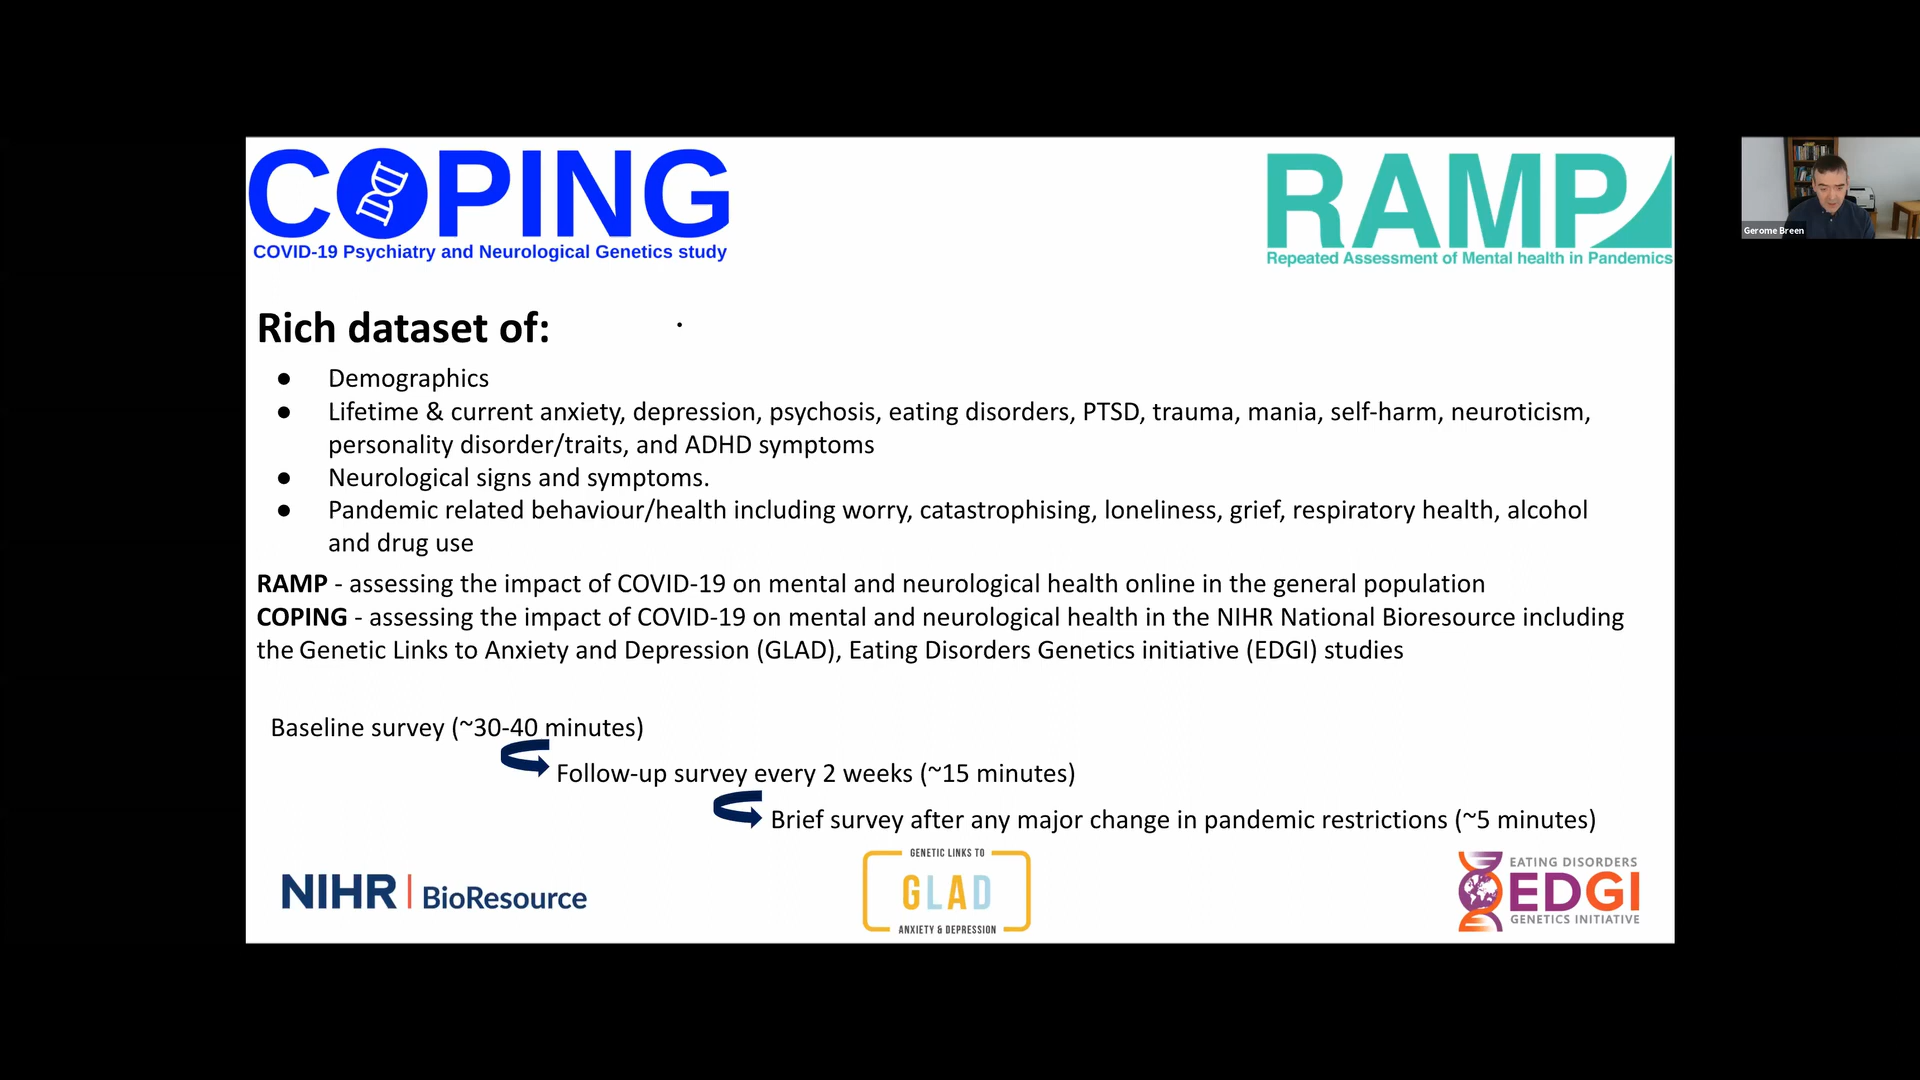 COPING
COVID-19 Psychiatry and Neurological Genetics study
RAMP
Repeated Assessment of Mental health in Pandemics
Gerome Breen
Rich dataset of:
● Demographics
● Lifetime & current anxiety, depression, psychosis, eating disorders, PTSD, trauma, mania, self-harm, neuroticism,
personality disorder/traits, and ADHD symptoms
● Neurological signs and symptoms.
● Pandemic related behaviour/health including worry, catastrophising, loneliness, grief, respiratory health, alcohol
and drug use
RAMP - assessing the impact of COVID-19 on mental and neurological health online in the general population
COPING - assessing the impact of COVID-19 on mental and neurological health in the NIHR National Bioresource including
the Genetic Links to Anxiety and Depression (GLAD), Eating Disorders Genetics initiative (EDGI) studies
Baseline survey (~30-40 minutes)
Follow-up survey every 2 weeks (~15 minutes)
Brief survey after any major change in pandemic restrictions (~5 minutes)
NIHR | BioResource
GENETIC LINKS TO
GLAD
ANXIETY & DEPRESSION
EATING DISORDERS
EDGI
GENETICS INITIATIVE